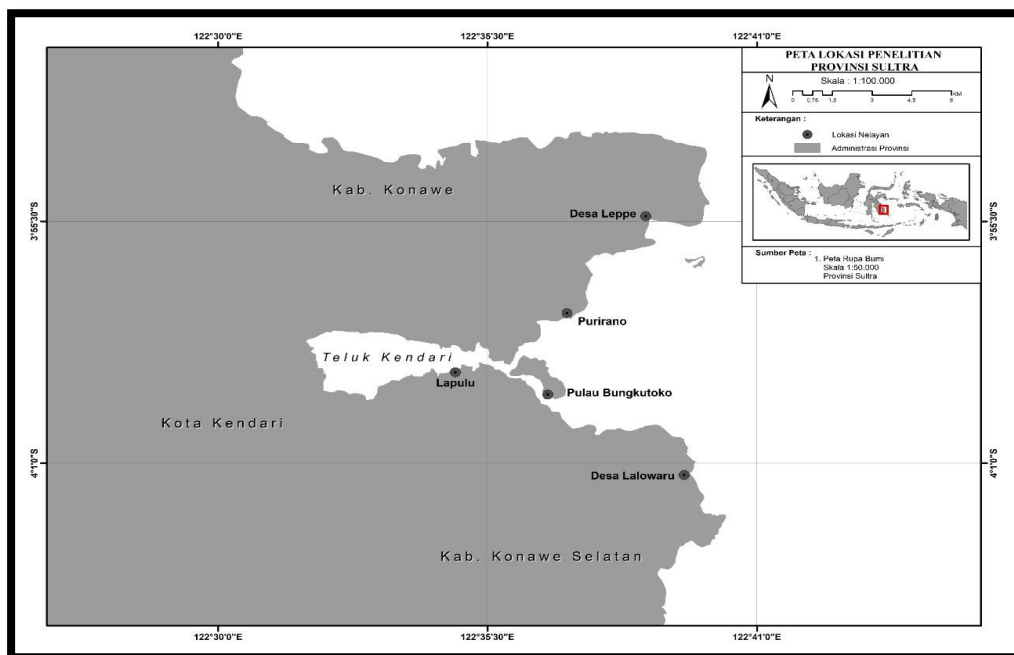 122°30'0"E
122°35'30"E
122°41'0"E
PETA LOKASI PENELITIAN
PROVINSI SULTRA
Skala : 1:100.000
N
0 0.75 1.5 3 4.5 6 KM
Keterangan :
Lokasi Nelayan
Administrasi Provinsi
Sumber Peta :
1. Peta Rupa Bumi
Skala 1:50.000
Provinsi Sultra
Kab. Konawe
Desa Leppe
3°55'30"S
3°55'30"S
Purirano
Teluk Kendari
Lapulu
Pulau Bungkutoko
Kota Kendari
4°1'0"S
4°1'0"S
Desa Lalowaru
Kab. Konawe Selatan
122°30'0"E
122°35'30"E
122°41'0"E